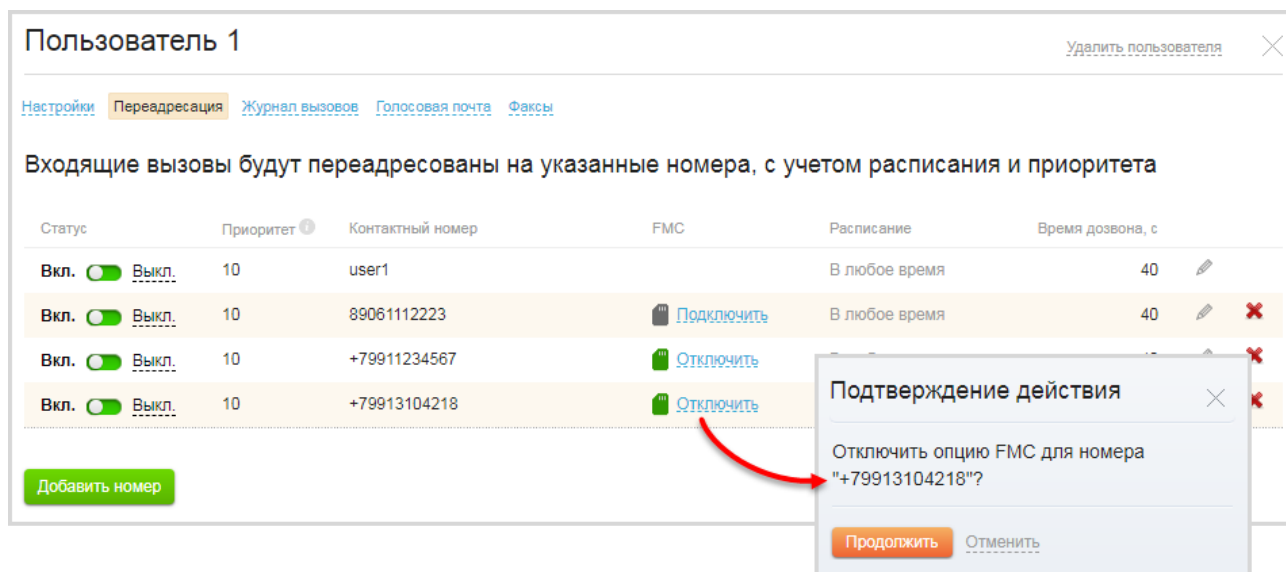 Пользователь 1
Удалить пользователя
Настройки Переадресация Журнал вызовов Голосовая почта Факсы
Входящие вызовы будут переадресованы на указанные номера, с учетом расписания и приоритета
Статус Приоритет Контактный номер FMC Расписание Время дозвона, с
Вкл. Выкл. 10 user1 В любое время 40
Вкл. Выкл. 10 89061112223 Подключить В любое время 40
Вкл. Выкл. 10 +79911234567 Отключить
Вкл. Выкл. 10 +79913104218 Отключить
Добавить номер
Подтверждение действия
Отключить опцию FMC для номера
"+79913104218"?
Продолжить Отменить